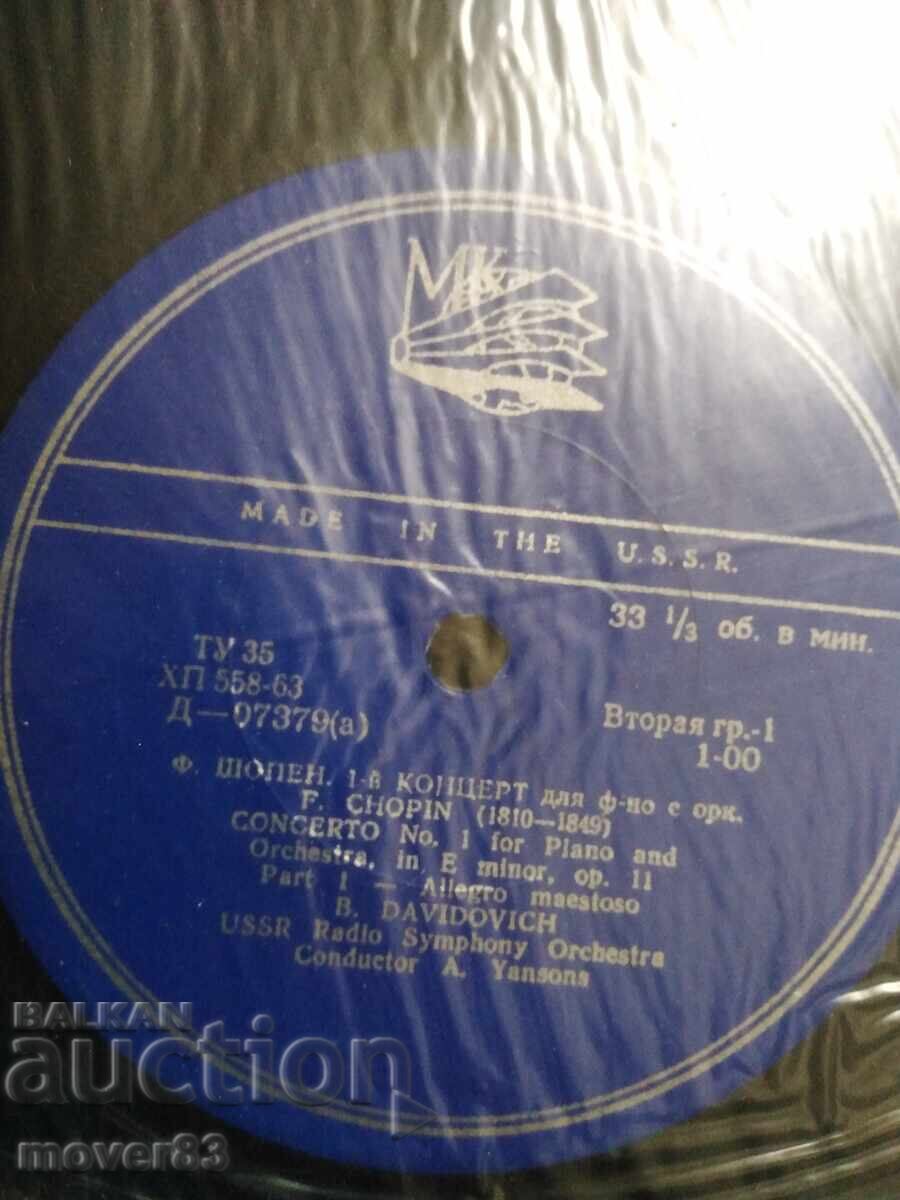 МК
MADE IN THE U.S.S.R.
33 1/3 об. в мин.
ТУ 35
ХП 558-63
Д—07379(а)
Вторая гр.-1
1-00
Ф. ШОПЕН. 1-й КОНЦЕРТ для ф-но с орк.
F. CHOPIN (1810—1849)
CONCERTO No. 1 for Piano and
Orchestra, in E minor, op. 11
Part 1 — Allegro maestoso
B. DAVIDOVICH
USSR Radio Symphony Orchestra
Conductor A. Yansons
BALKAN
auction
mover83